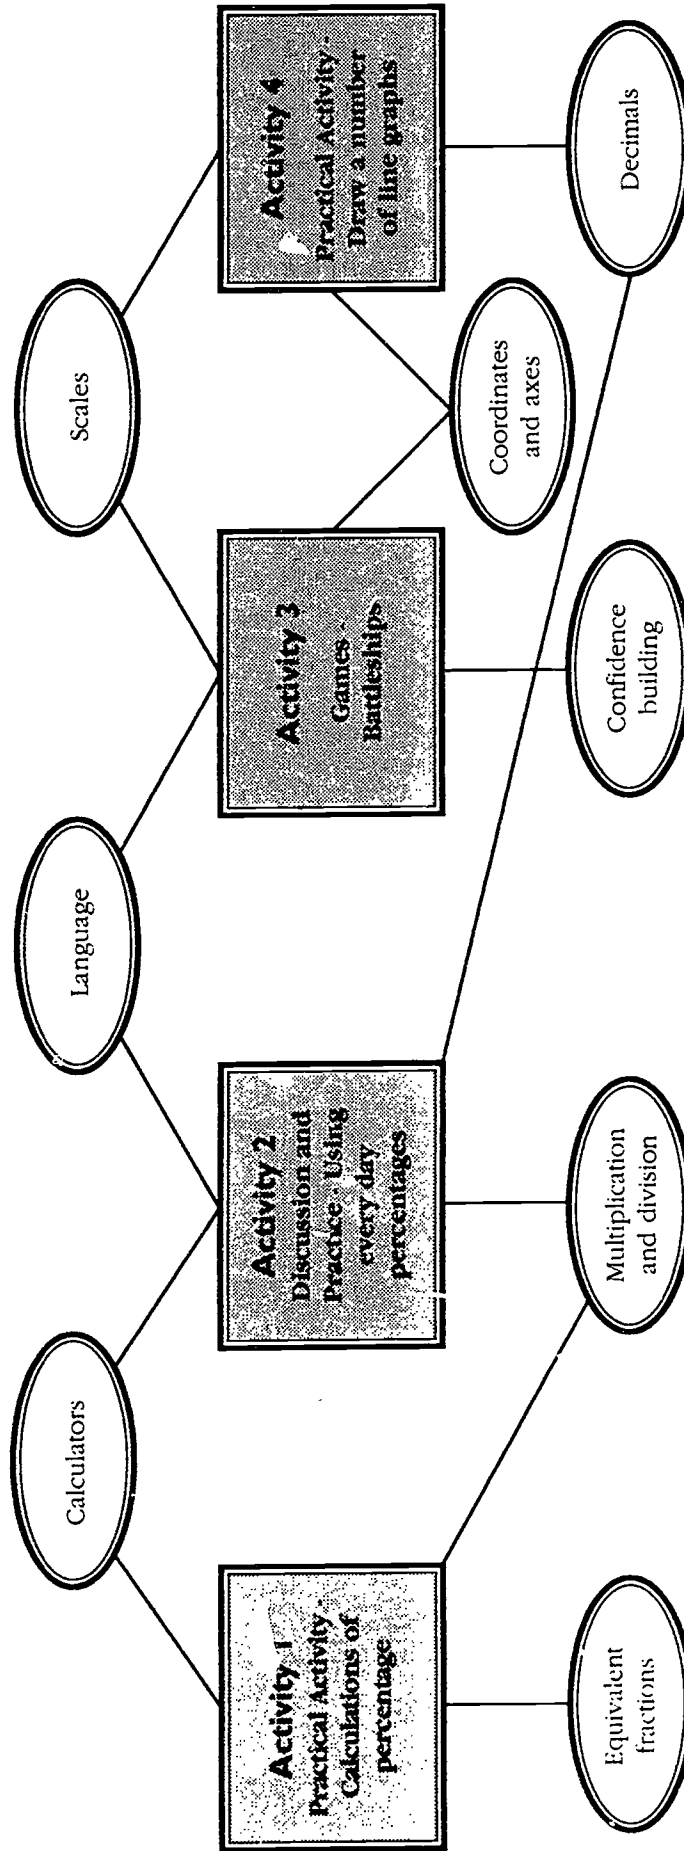 Calculators
Language
Scales
Activity 1
Practical Activity -
Calculations of
percentage
Activity 2
Discussion and
Practice - Using
every day
percentages
Activity 3
Games -
Battleships
Activity 4
Practical Activity -
Draw a number
of line graphs
Equivalent
fractions
Multiplication
and division
Confidence
building
Coordinates
and axes
Decimals